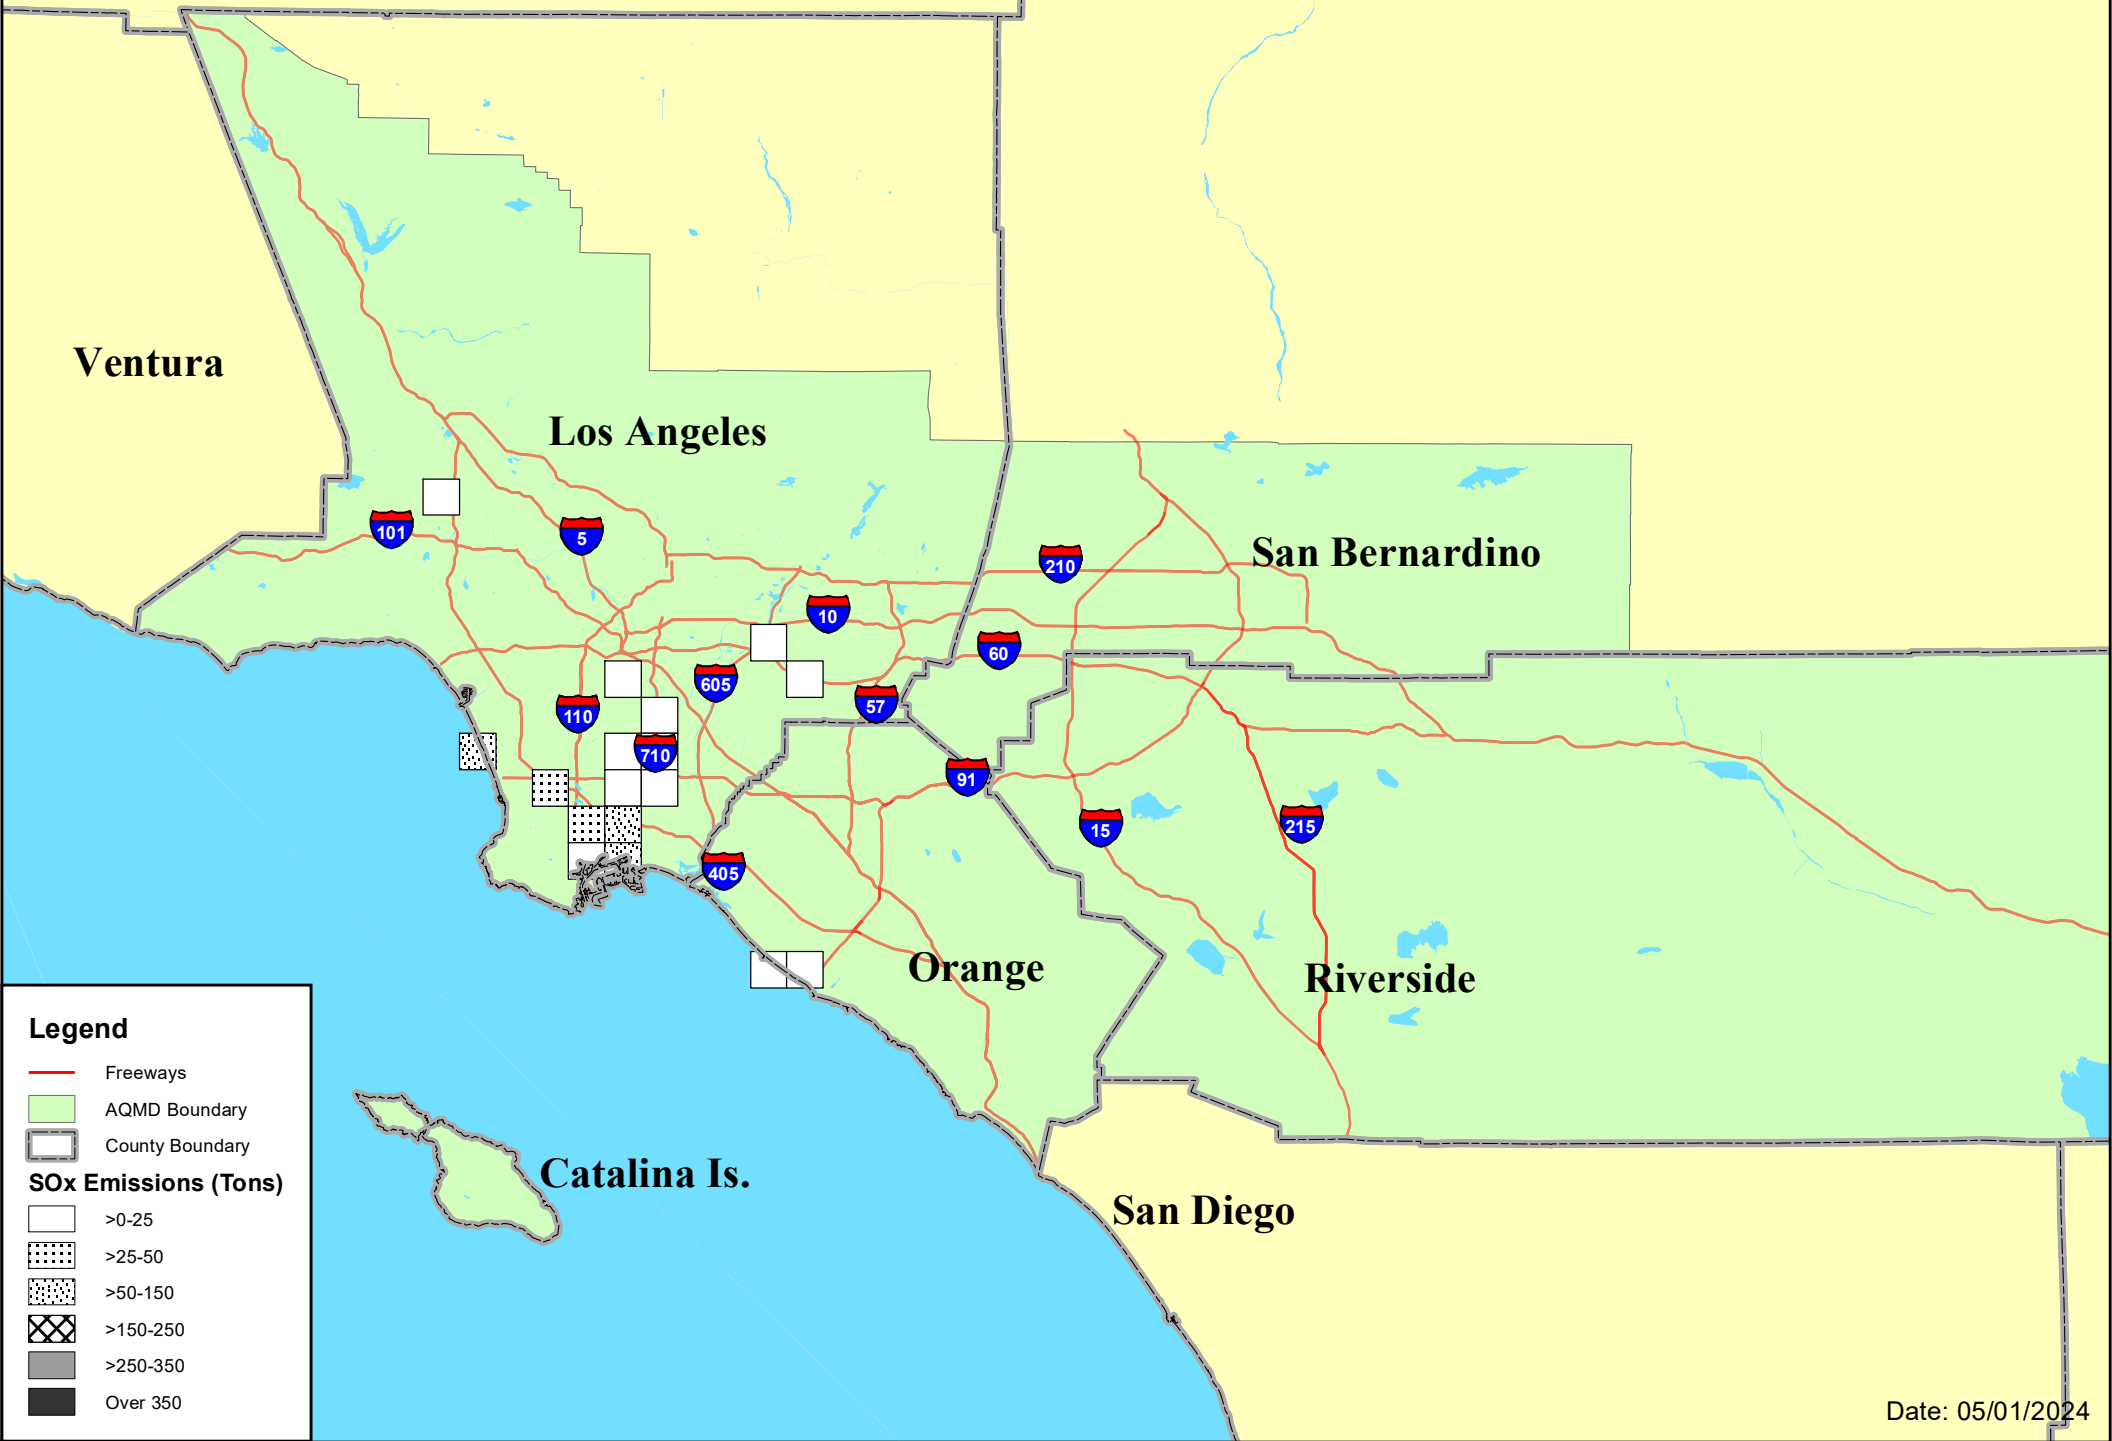 Ventura
Los Angeles
101
5
210
San Bernardino
10
60
605
57
110
710
91
15
215
405
Orange
Riverside
Catalina Is.
San Diego
Legend
Freeways
AQMD Boundary
County Boundary
SOx Emissions (Tons)
>0-25
>25-50
>50-150
>150-250
>250-350
Over 350
Date: 05/01/2024